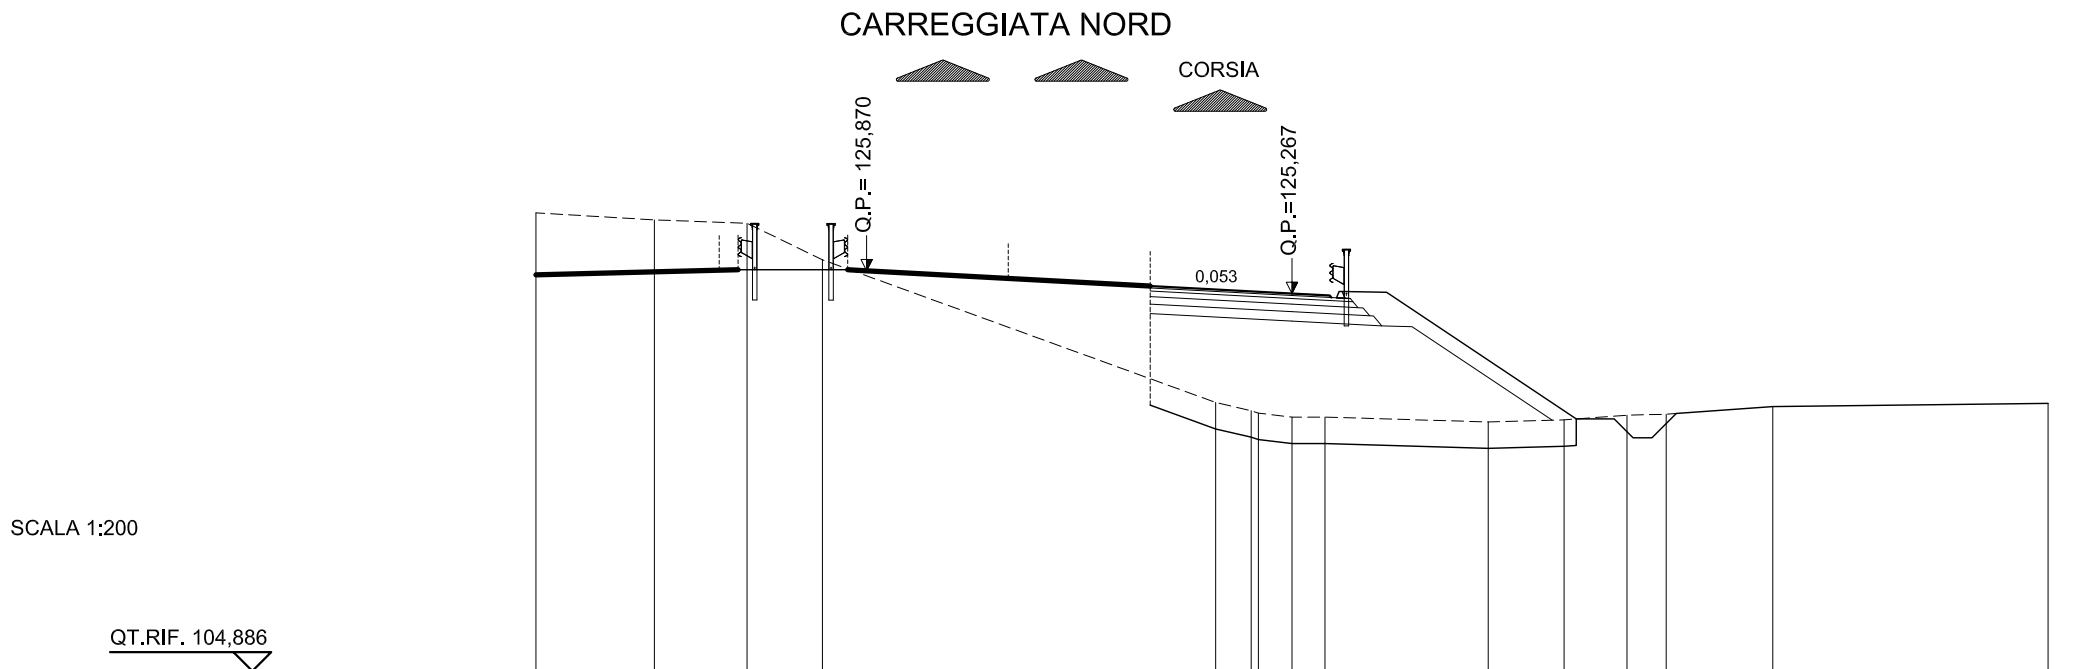 CARREGGIATA NORD
CORSIA
Q.P.= 125,870
Q.P.=125,267
0,053
SCALA 1:200
QT.RIF. 104,886